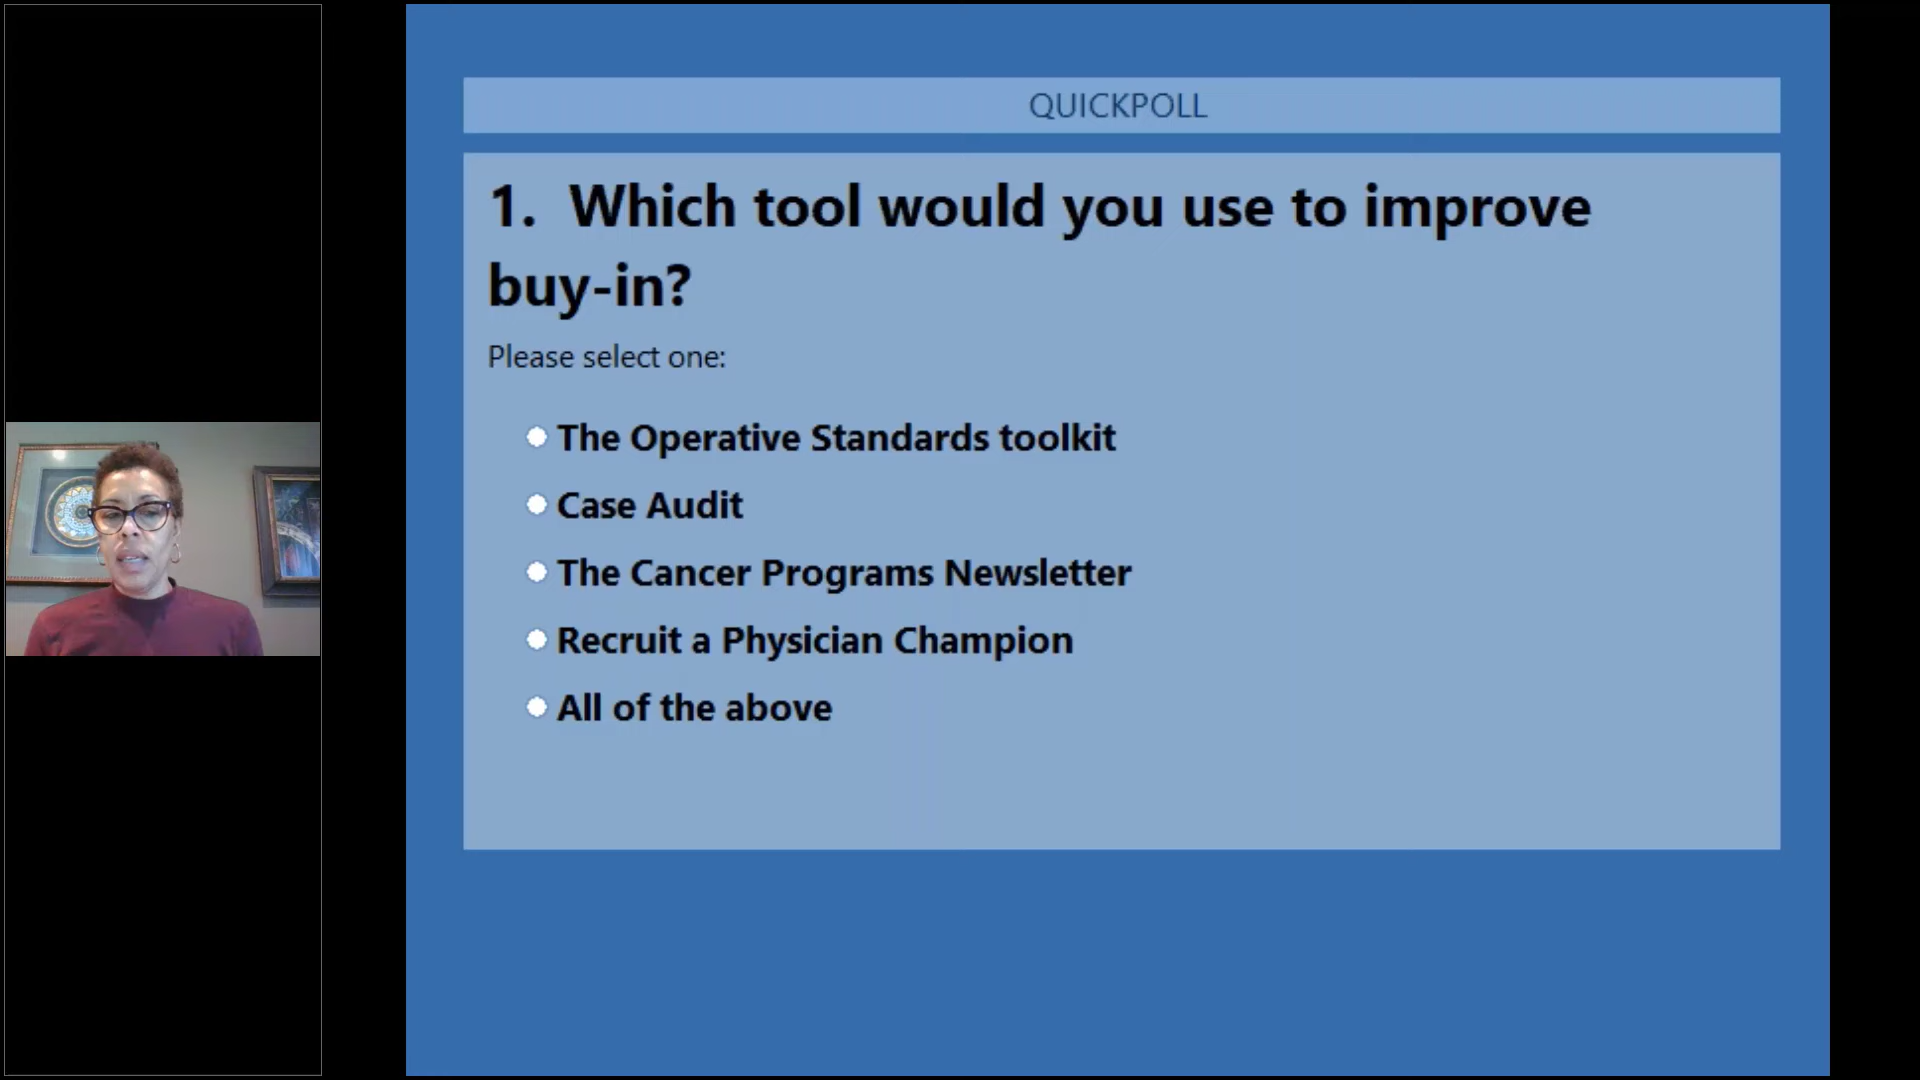 QUICKPOLL
1. Which tool would you use to improve
buy-in?
Please select one:
The Operative Standards toolkit
Case Audit
The Cancer Programs Newsletter
Recruit a Physician Champion
All of the above